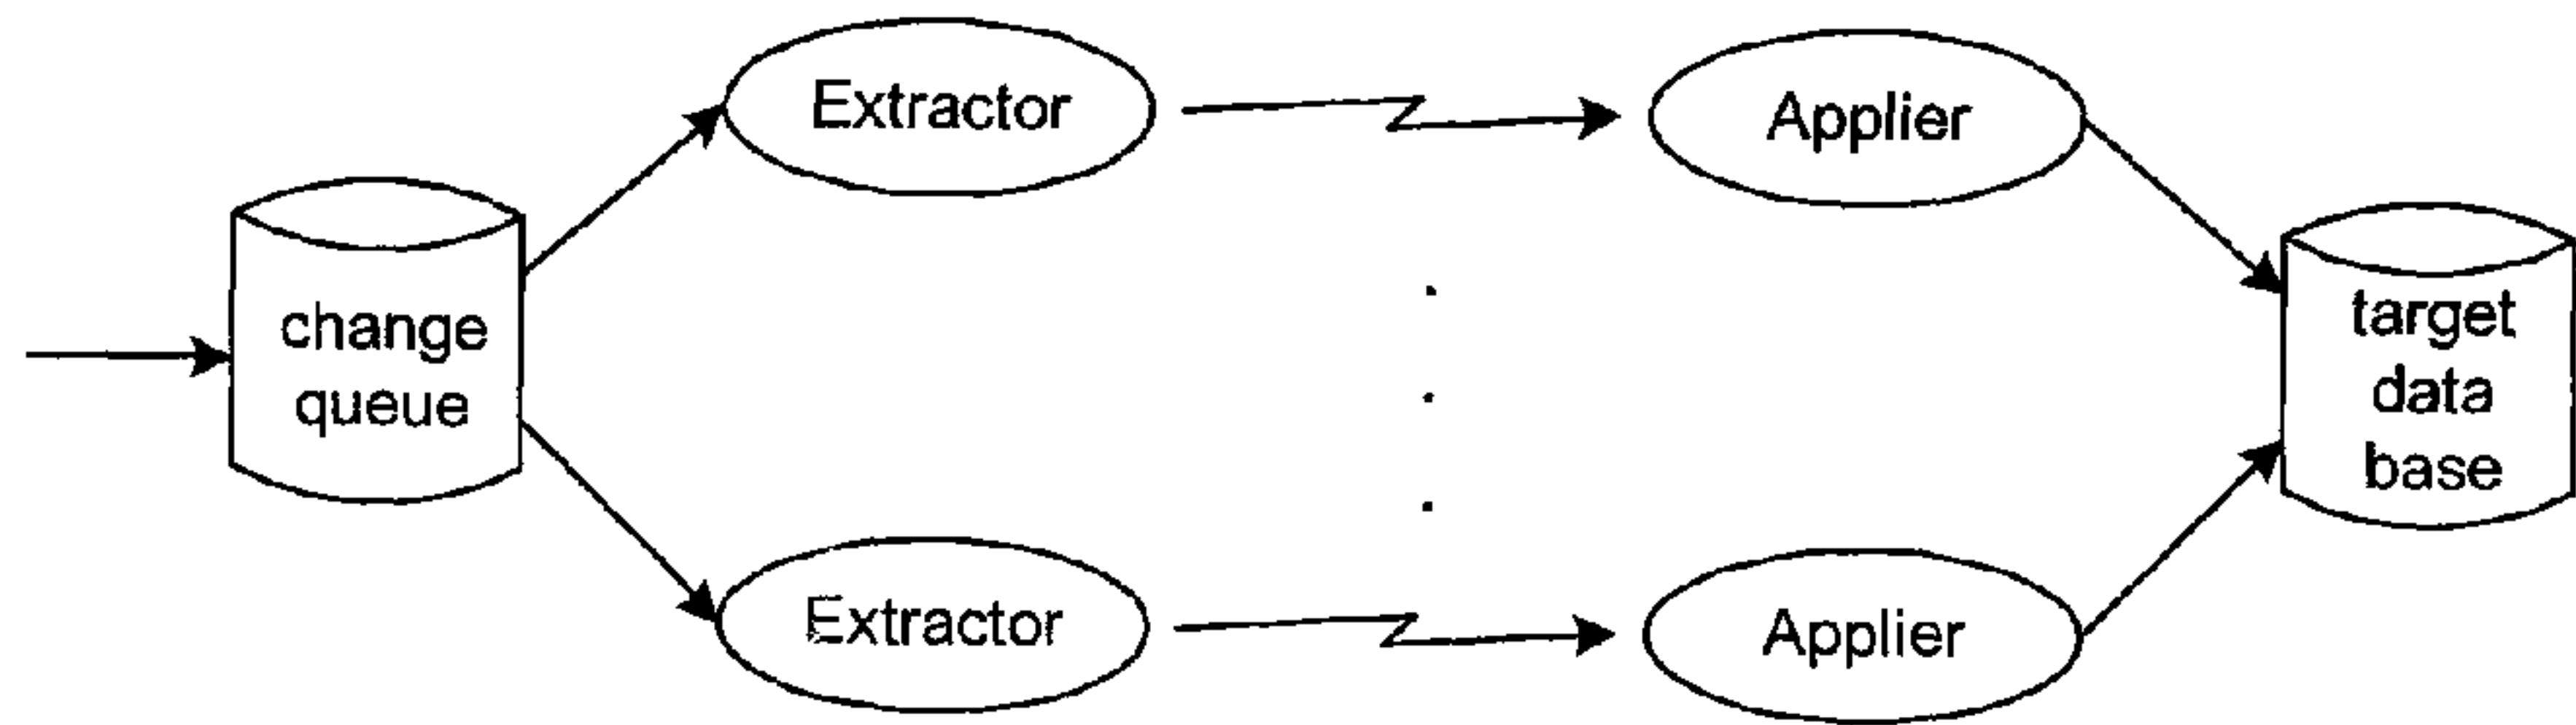 Extractor
Applier
change
queue
target
data
base
Extractor
Applier